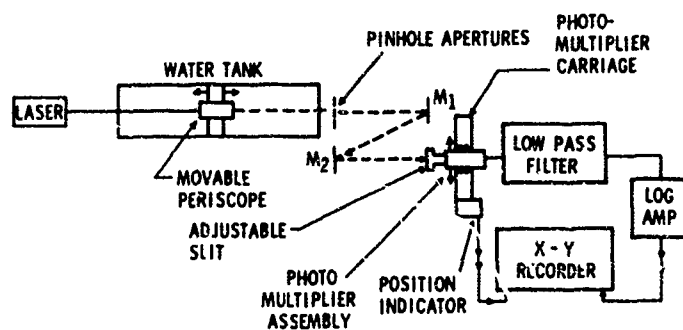 PHOTO-
MULTIPLIER
CARRIAGE
PINHOLE APERTURES
WATER TANK
M1
LASER
M2
LOW PASS
FILTER
MOVABLE
PERISCOPE
ADJUSTABLE
SLIT
LOG
AMP
X - Y
RECORDER
PHOTO
MULTIPLIER
ASSEMBLY
POSITION
INDICATOR